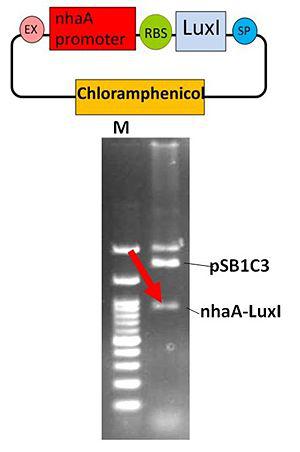 EX
nhaA
promoter
RBS
LuxI
SP
Chloramphenicol
M
pSB1C3
nhaA-LuxI